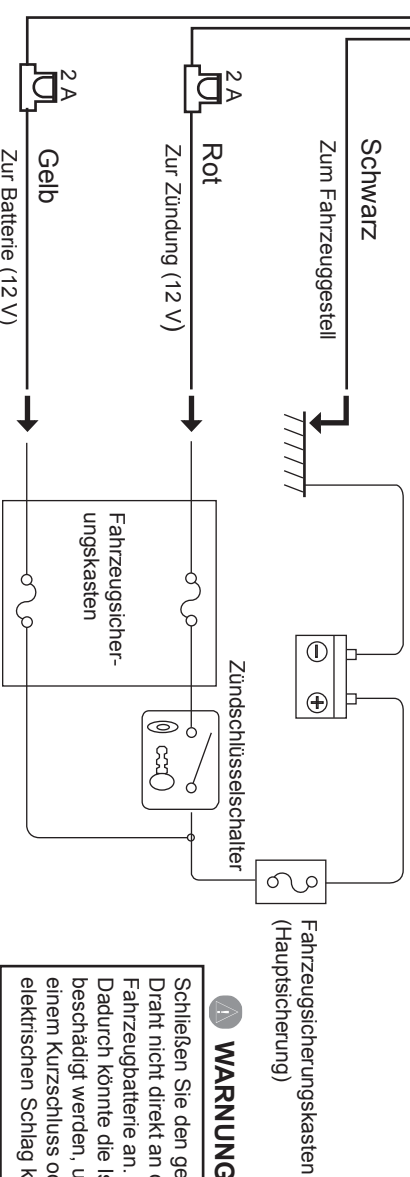 Schwarz
Zum Fahrzeuggestell
2 A
Rot
Zur Zündung (12 V)
2 A
Gelb
Zur Batterie (12 V)
Fahrzeugsicher-
ungskasten
Zündschlüsselschalter
Fahrzeugsicherungskasten
(Hauptsicherung)
WARNUNG
Schließen Sie den
Draht nicht direkt an
Fahrzeugbatterie an.
Dadurch könnte die
beschädigt werden,
einem Kurzschluss
elektrischen Schlag